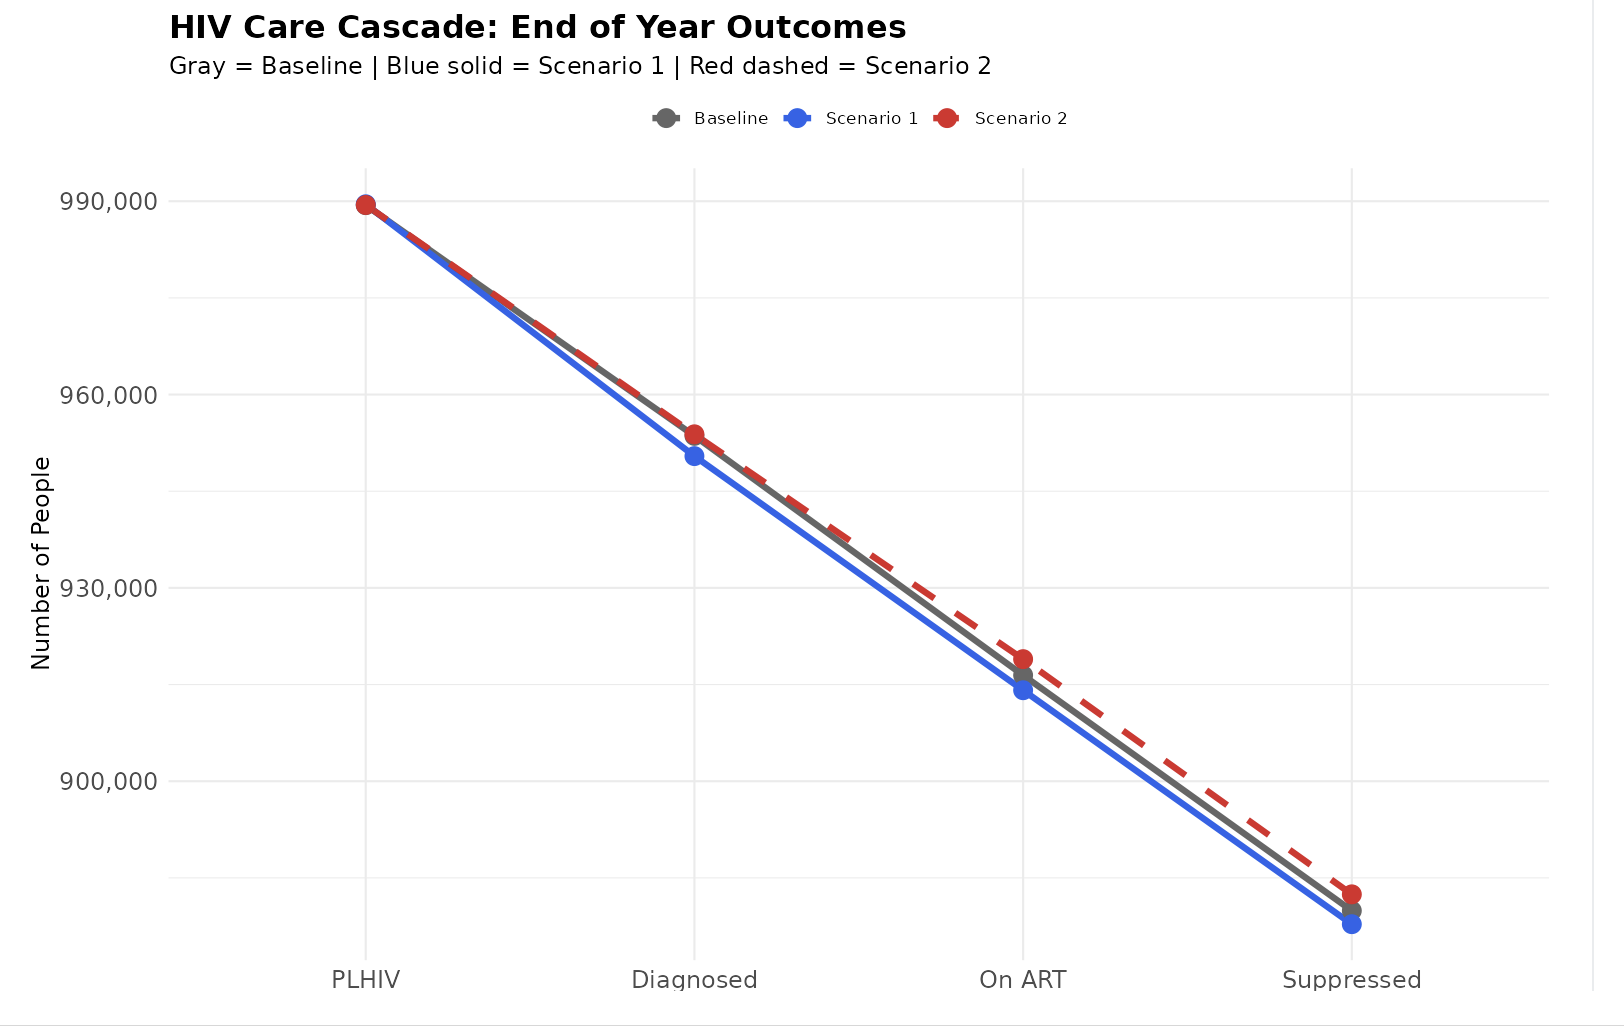 HIV Care Cascade: End of Year Outcomes
Gray = Baseline | Blue solid = Scenario 1 | Red dashed = Scenario 2
Baseline Scenario 1 Scenario 2
990,000
960,000
930,000
900,000
Number of People
PLHIV Diagnosed On ART Suppressed